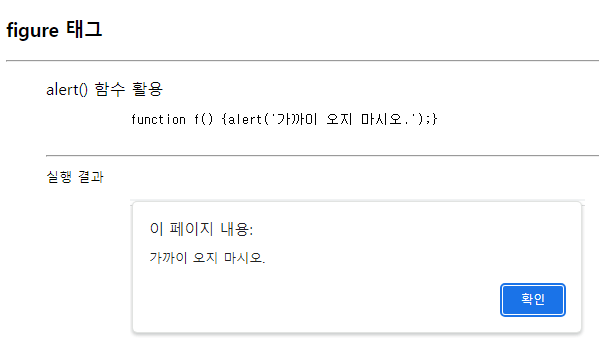 figure 태그
alert() 함수 활용
function f() {alert('가까이 오지 마시오.');}
실행 결과
이 페이지 내용:
가까이 오지 마시오.
확인